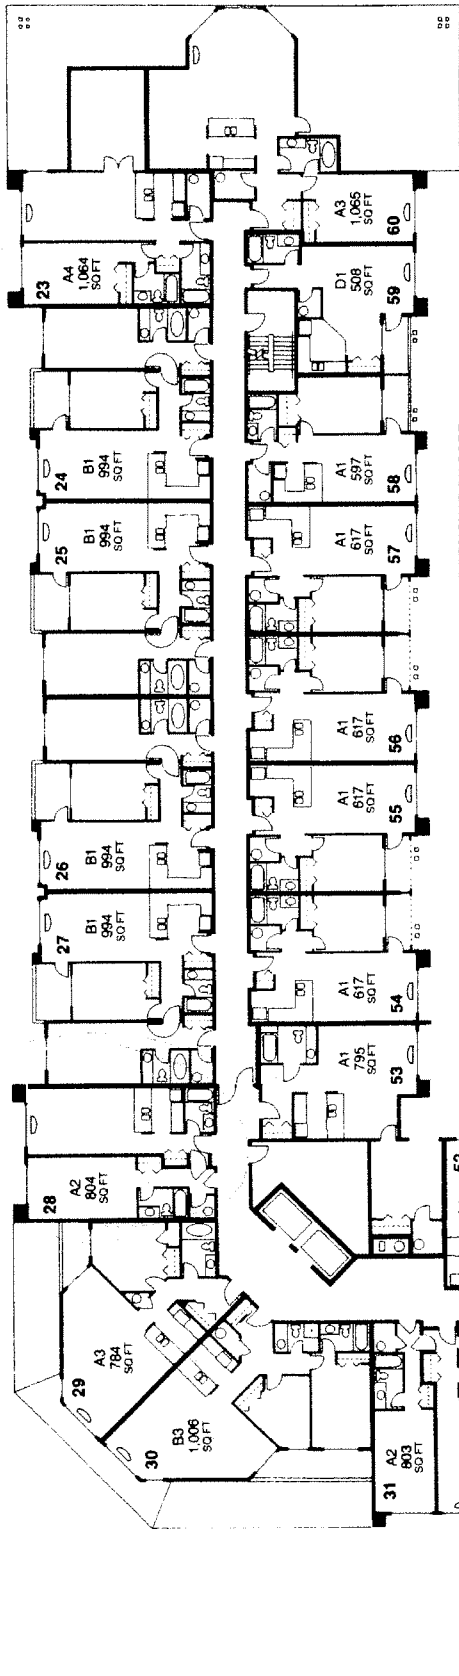 23
A4
1,064
SQ FT
24
B1
994
SQ FT
25
B1
994
SQ FT
26
B1
994
SQ FT
27
B1
994
SQ FT
28
A2
804
SQ FT
29
A3
784
SQ FT
30
B3
1,006
SQ FT
31
A2
803
SQ FT
60
A3
1,065
SQ FT
59
D1
508
SQ FT
58
A1
597
SQ FT
57
A1
617
SQ FT
56
A1
617
SQ FT
55
A1
617
SQ FT
54
A1
617
SQ FT
53
A1
795
SQ FT